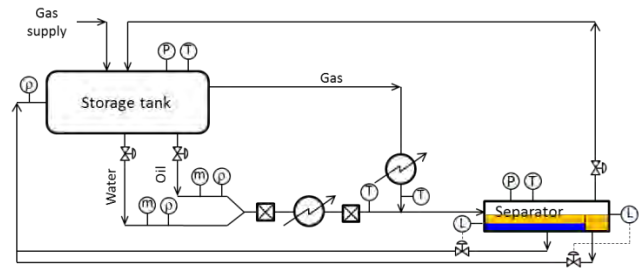 Gas
supply
P T
ρ
Gas
Storage tank
Water
Oil
m ρ
m ρ
T
T
P T
Separator
L
L